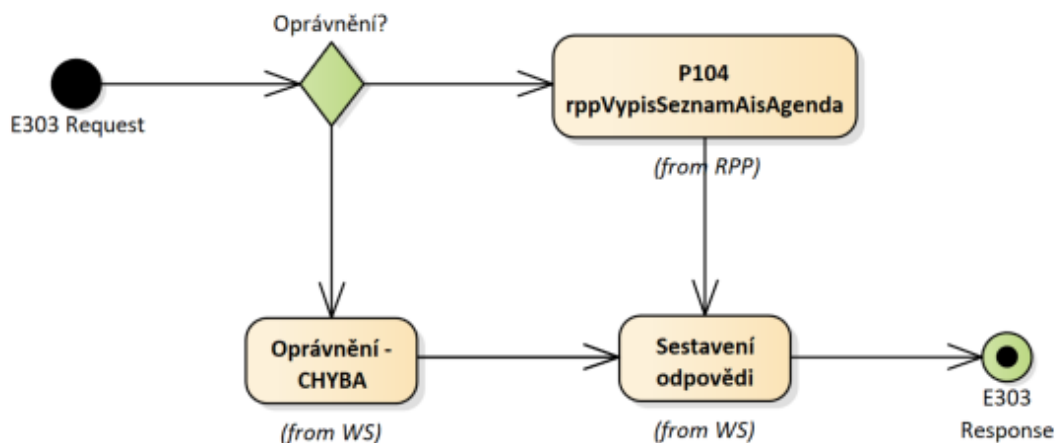 Oprávnění?
E303 Request
P104
rppVypisSeznamAisAgenda
(from RPP)
Oprávnění -
CHYBA
(from WS)
Sestavení
odpovědi
(from WS)
E303
Response